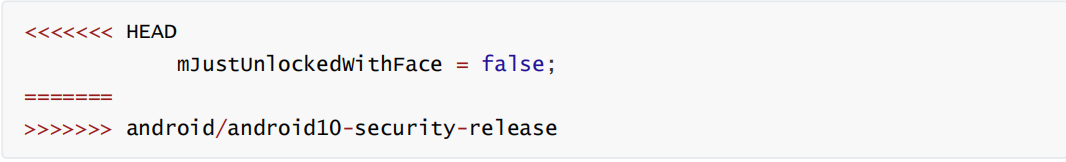 <<<<<<< HEAD
            mJustUnlockedWithFace = false;
=======
>>>>>>> android/android10-security-release